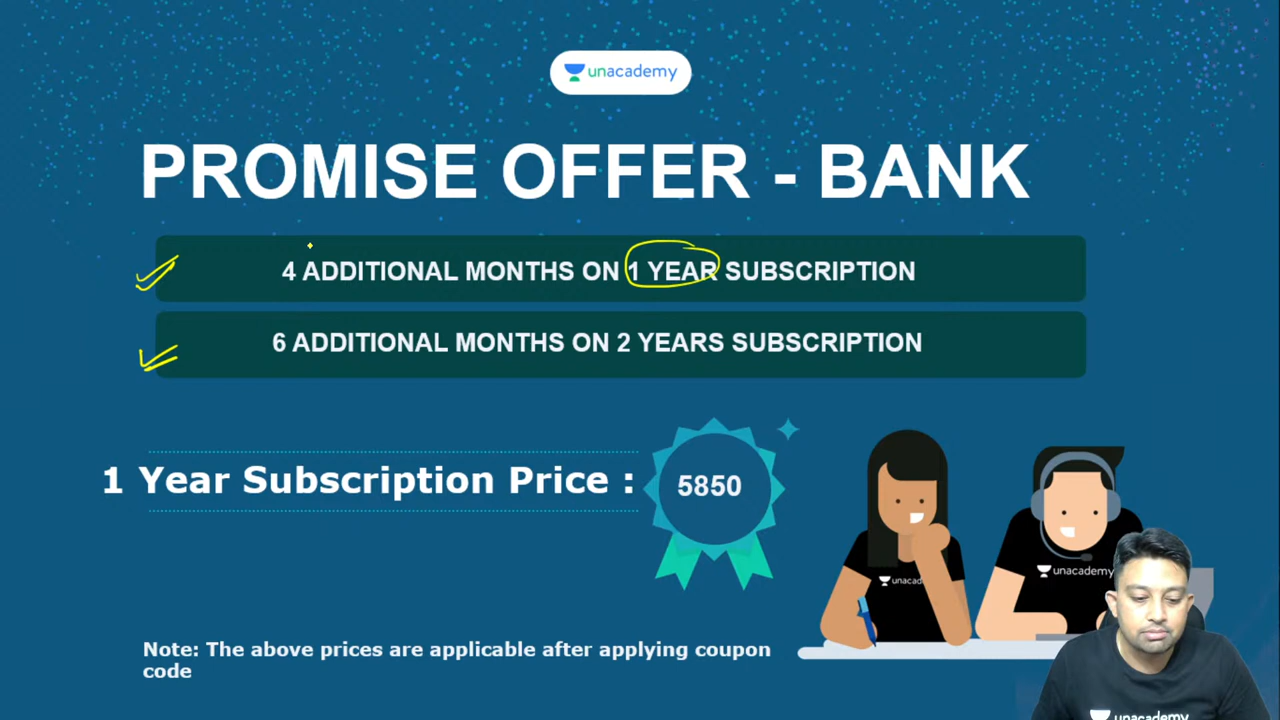 unacademy
PROMISE OFFER - BANK
4 ADDITIONAL MONTHS ON 1 YEAR SUBSCRIPTION
6 ADDITIONAL MONTHS ON 2 YEARS SUBSCRIPTION
1 Year Subscription Price :
5850
unacad
unacademy
Note: The above prices are applicable after applying coupon
code
unacademy